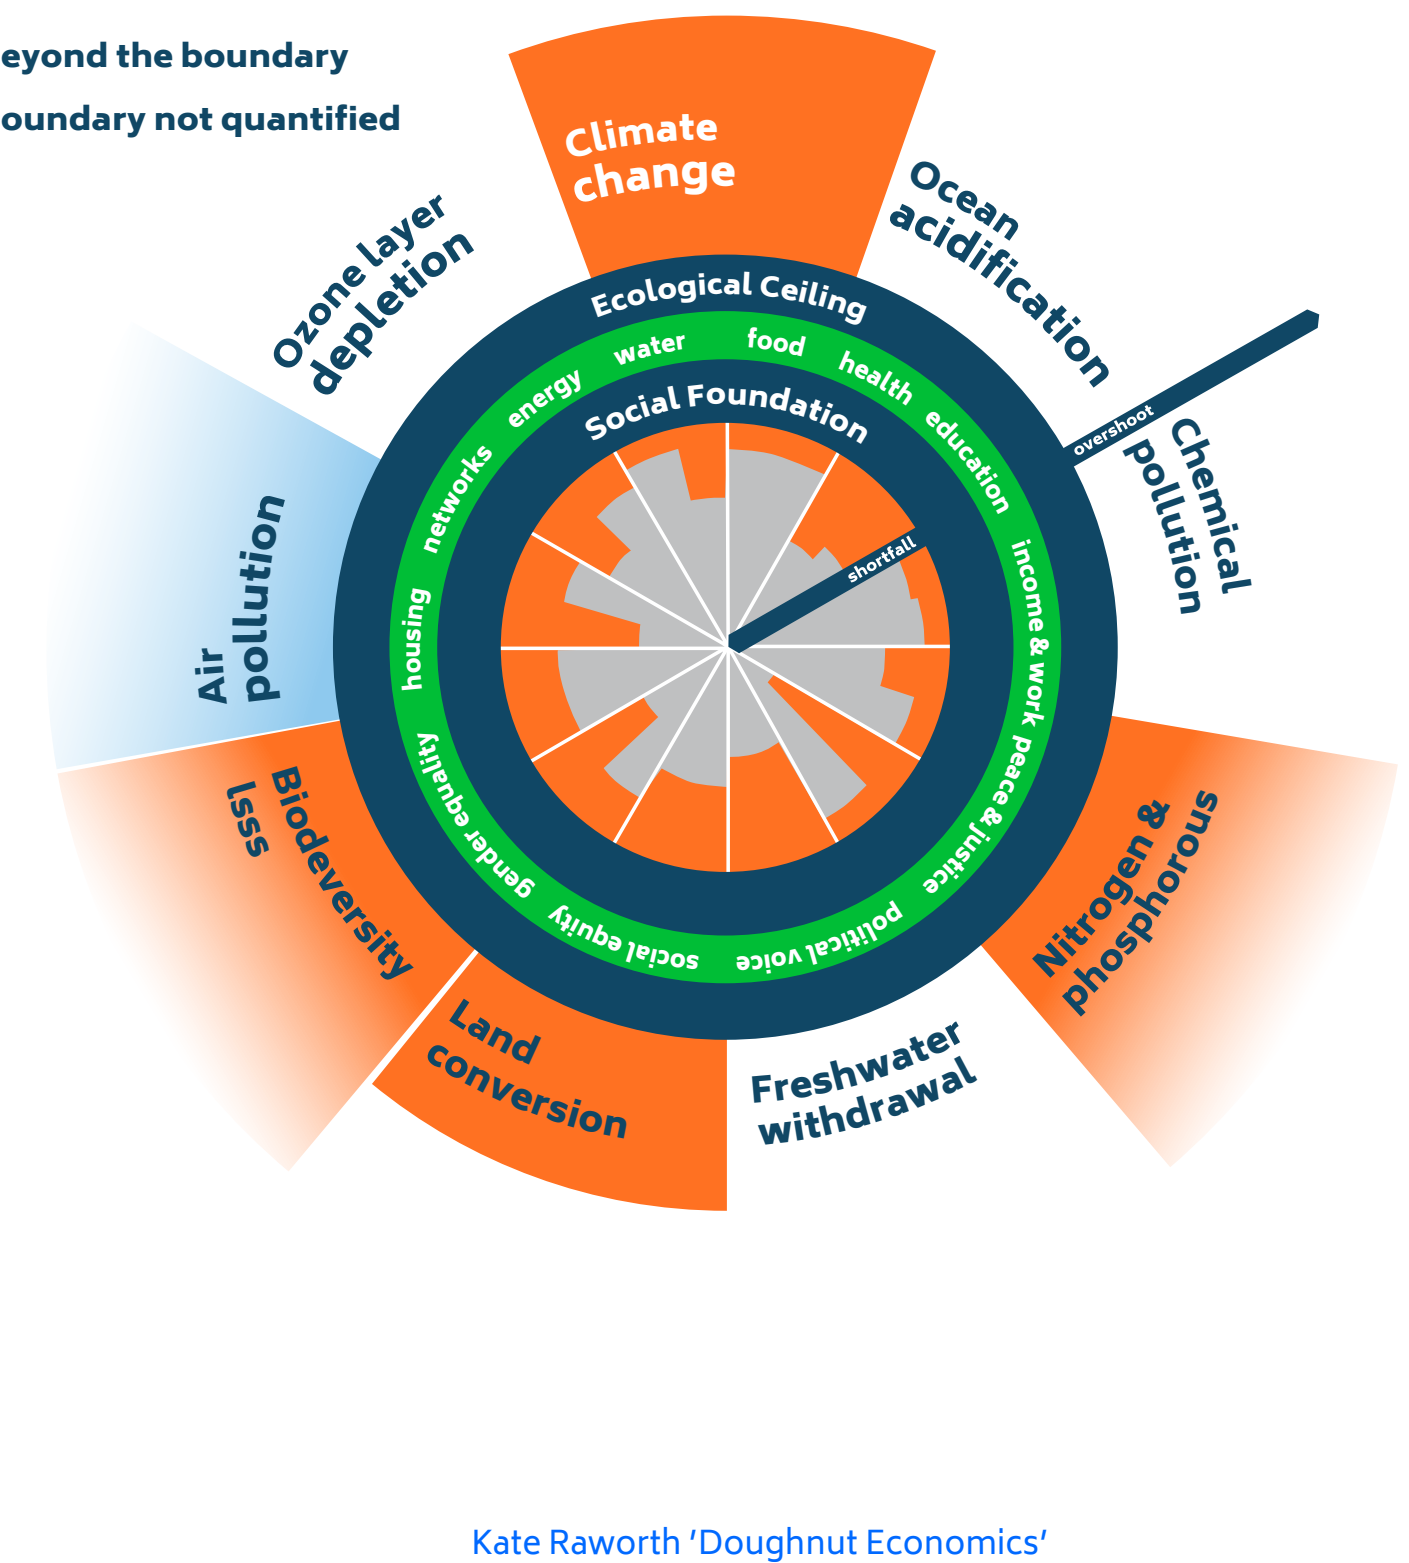 eyond the boundary
oundary not quantified
Climate
change
Ocean
acidification
Ozone layer
depletion
overshoot
Chemical
pollution
Air
pollution
Ecological Ceiling
water
food
health
energy
education
networks
income & work
housing
peace & justice
gender equality
social equity
political voice
Social Foundation
shortfall
Biodeversity
lsss
Nitrogen &
phosphorous
Land
conversion
Freshwater
withdrawal
Kate Raworth 'Doughnut Economics'